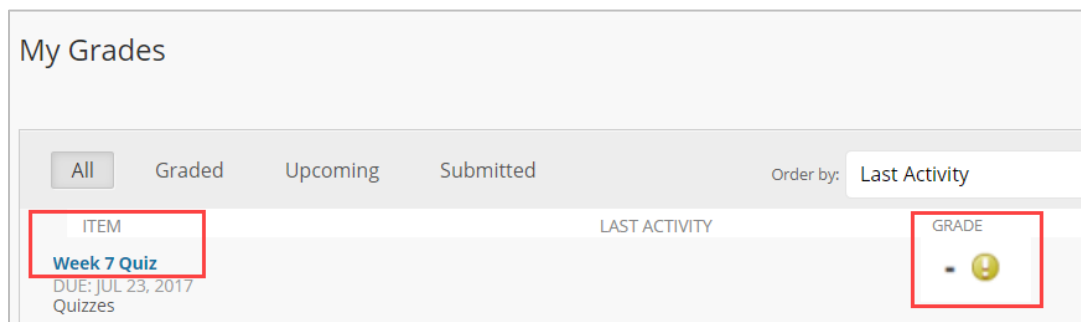 My Grades
All Graded Upcoming Submitted Order by: Last Activity
ITEM LAST ACTIVITY GRADE
Week 7 Quiz -
DUE: JUL 23, 2017
Quizzes